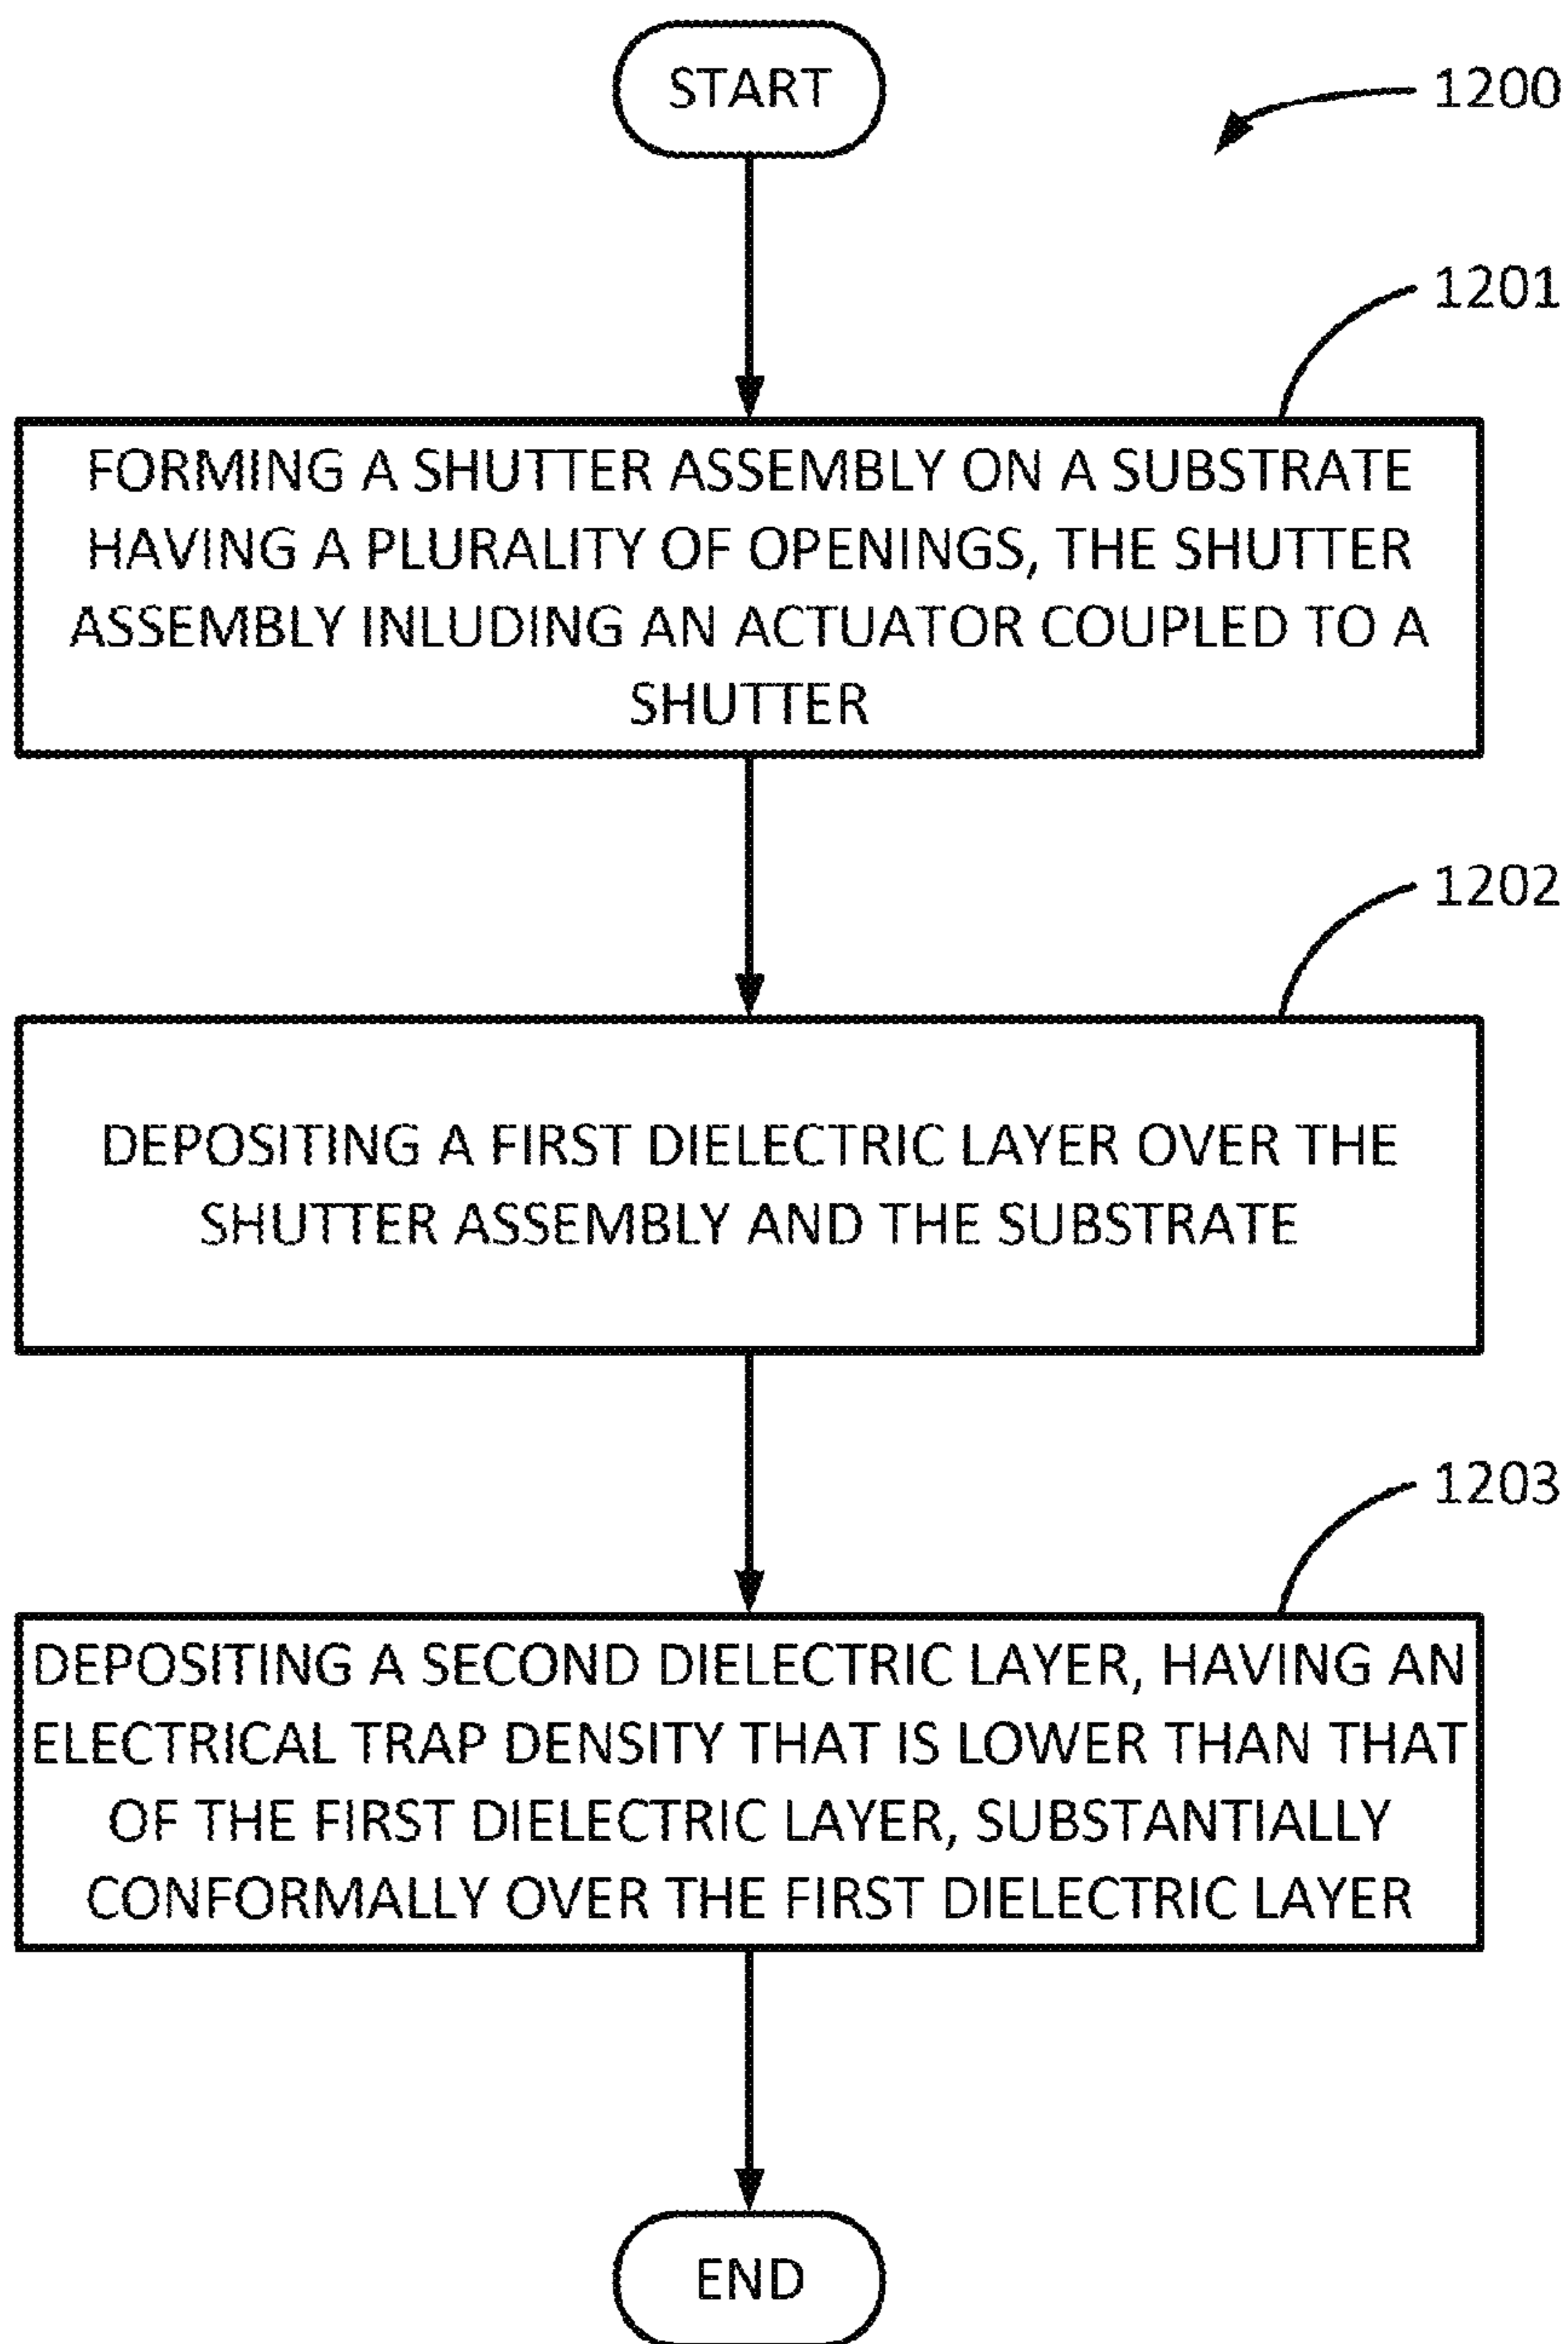 START
1200
1201
FORMING A SHUTTER ASSEMBLY ON A SUBSTRATE
HAVING A PLURALITY OF OPENINGS, THE SHUTTER
ASSEMBLY INLUDING AN ACTUATOR COUPLED TO A
SHUTTER
1202
DEPOSITING A FIRST DIELECTRIC LAYER OVER THE
SHUTTER ASSEMBLY AND THE SUBSTRATE
1203
DEPOSITING A SECOND DIELECTRIC LAYER, HAVING AN
ELECTRICAL TRAP DENSITY THAT IS LOWER THAN THAT
OF THE FIRST DIELECTRIC LAYER, SUBSTANTIALLY
CONFORMALLY OVER THE FIRST DIELECTRIC LAYER
END